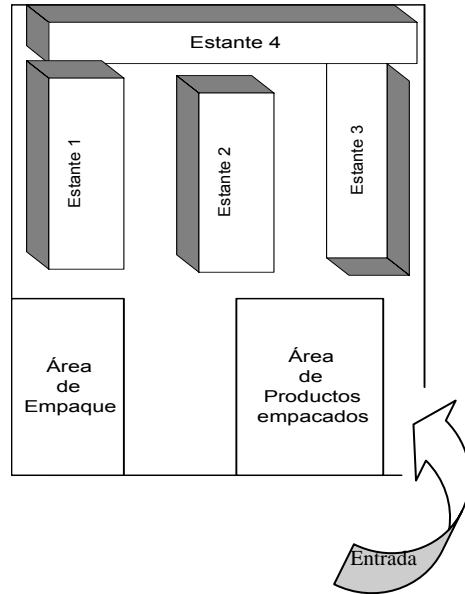 Estante 4
Estante 1
Estante 2
Estante 3
Área
de
Empaque
Área
de
Productos
empacados
Entrada